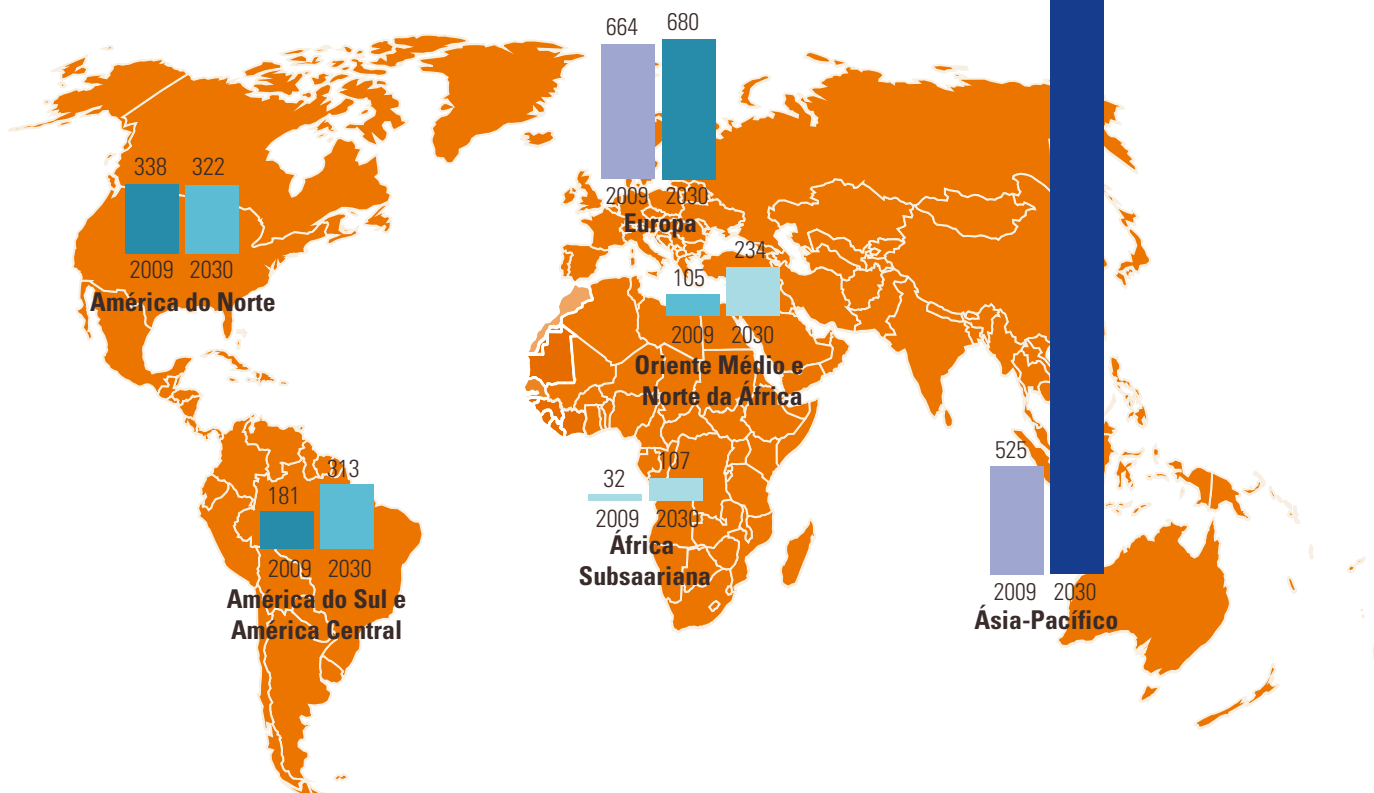 664 680
2009 2030
Europa
338 322
2009 2030
América do Norte
105 234
2009 2030
Oriente Médio e
Norte da África
181 313
2009 2030
América do Sul e
América Central
32 107
2009 2030
África
Subsaariana
525
2009 2030
Ásia-Pacífico